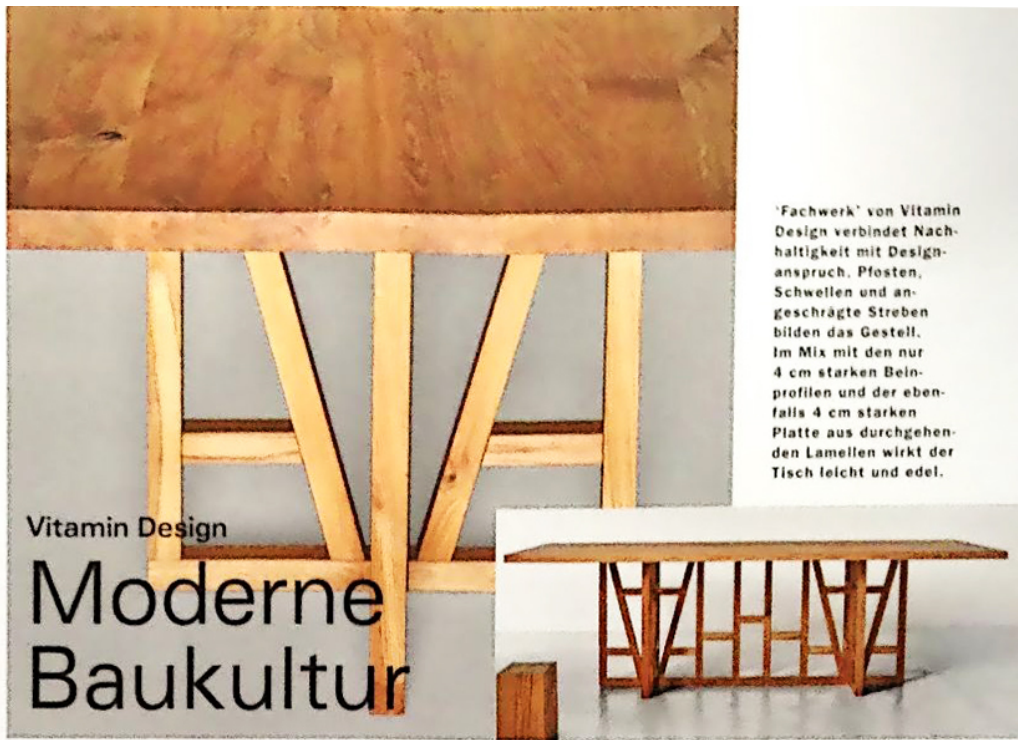 Vitamin Design
Moderne
Baukultur
'Fachwerk' von Vitamin
Design verbindet Nach-
haltigkeit mit Design-
anspruch. Pfosten,
Schwellen und an-
geschrägte Streben
bilden das Gestell.
Im Mix mit den nur
4 cm starken Bein-
profilen und der eben-
falls 4 cm starken
Platte aus durchgehen-
den Lamellen wirkt der
Tisch leicht und edel.